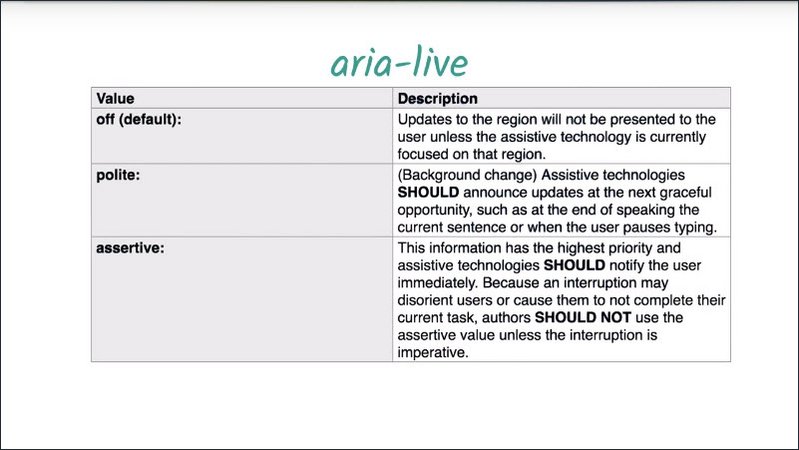 aria-live
Value
Description
off (default):
Updates to the region will not be presented to the
user unless the assistive technology is currently
focused on that region.
polite:
(Background change) Assistive technologies
SHOULD announce updates at the next graceful
opportunity, such as at the end of speaking the
current sentence or when the user pauses typing.
assertive:
This information has the highest priority and
assistive technologies SHOULD notify the user
immediately. Because an interruption may
disorient users or cause them to not complete their
current task, authors SHOULD NOT use the
assertive value unless the interruption is
imperative.